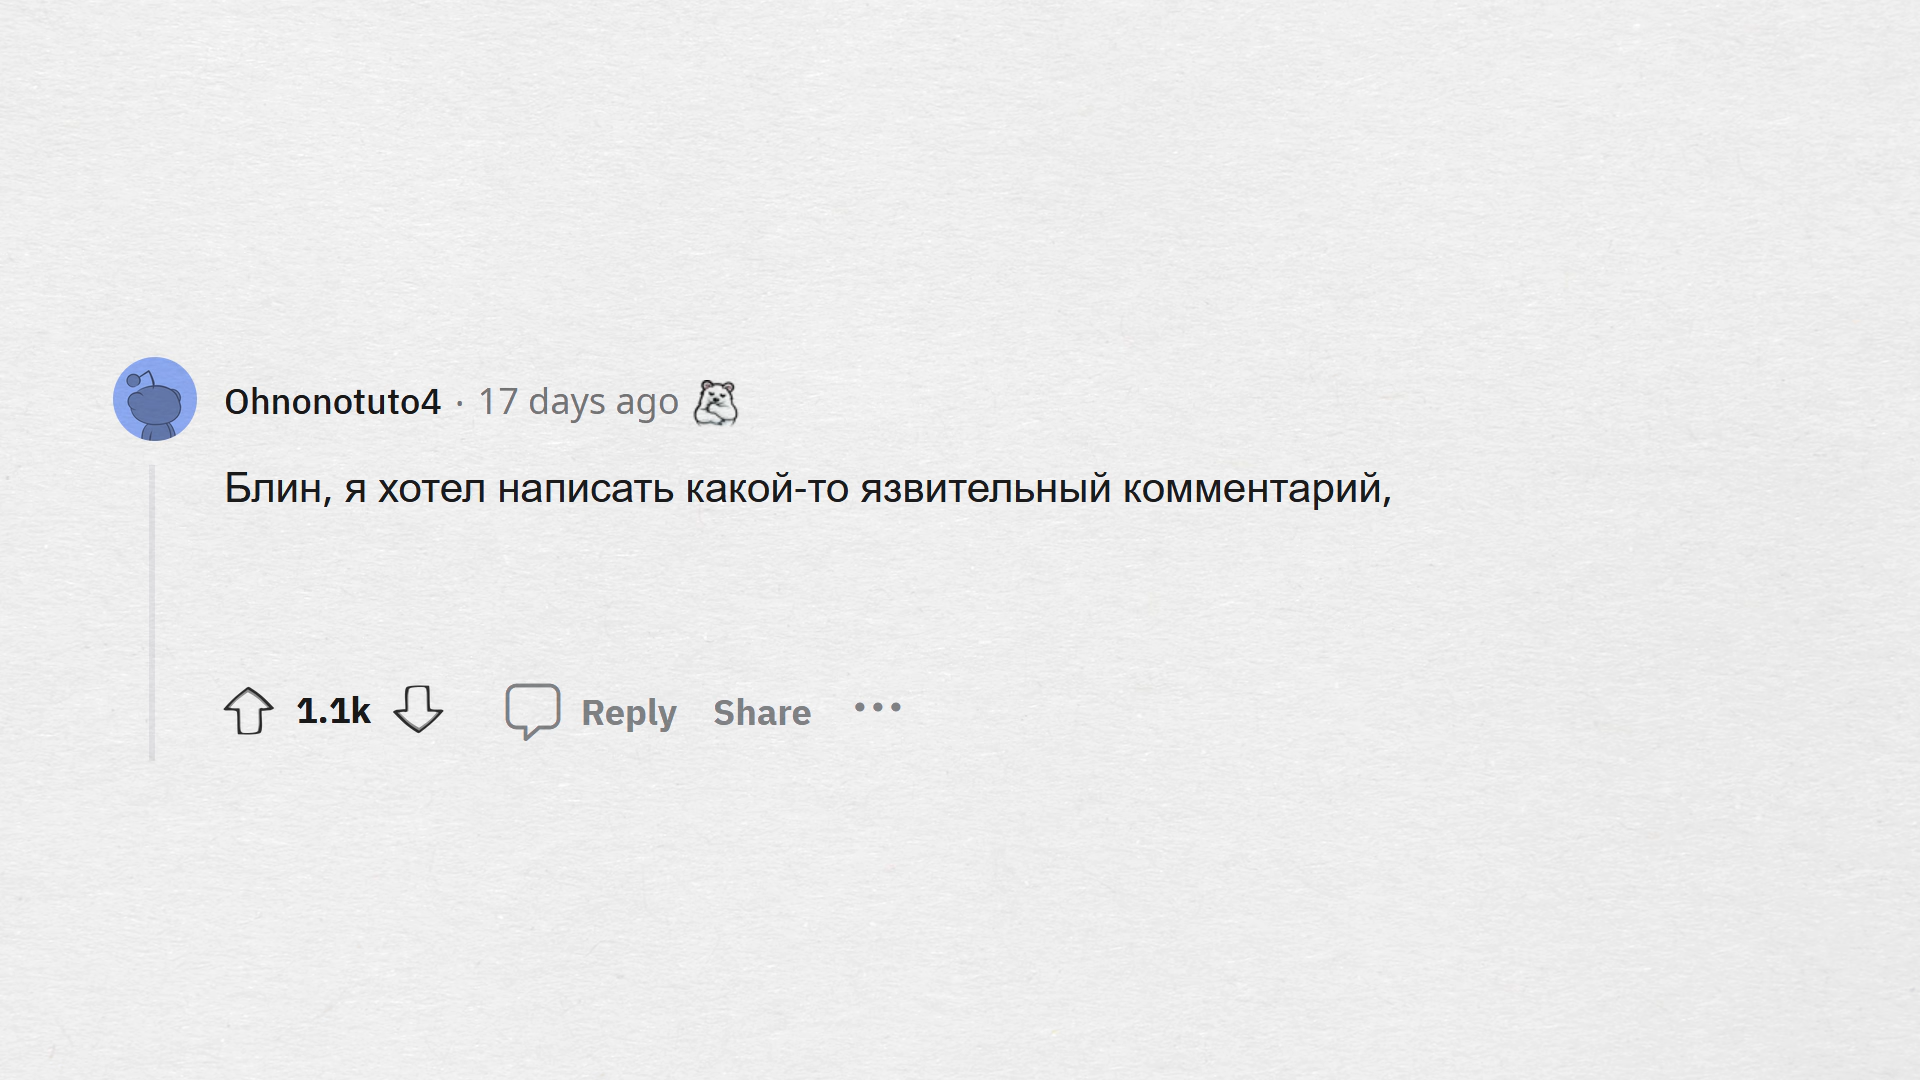 Ohnonotuto4 · 17 days ago
Блин, я хотел написать какой-то язвительный комментарий,
1.1k Reply Share ···